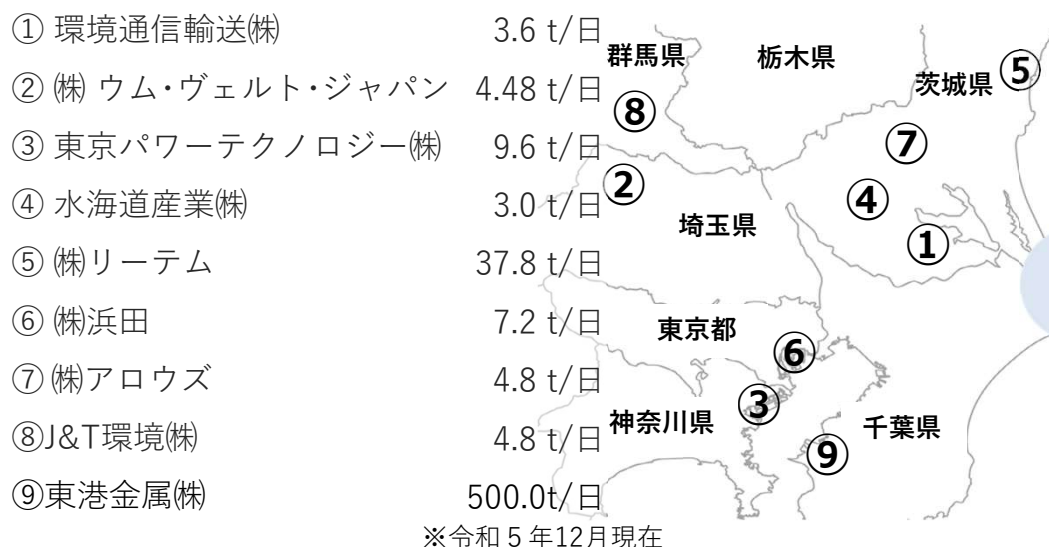 ① 環境通信輸送㈱ 3.6 t/日
② ㈱ ウム・ヴェルト・ジャパン 4.48 t/日
③ 東京パワーテクノロジー㈱ 9.6 t/日
④ 水海道産業㈱ 3.0 t/日
⑤ ㈱リーテム 37.8 t/日
⑥ ㈱浜田 7.2 t/日
⑦ ㈱アロウズ 4.8 t/日
⑧J&T環境㈱ 4.8 t/日
⑨東港金属㈱ 500.0t/日
※令和５年12月現在
群馬県
栃木県
茨城県
⑤
⑧
⑦
②
④
埼玉県
①
東京都
⑥
③
神奈川県
千葉県
⑨